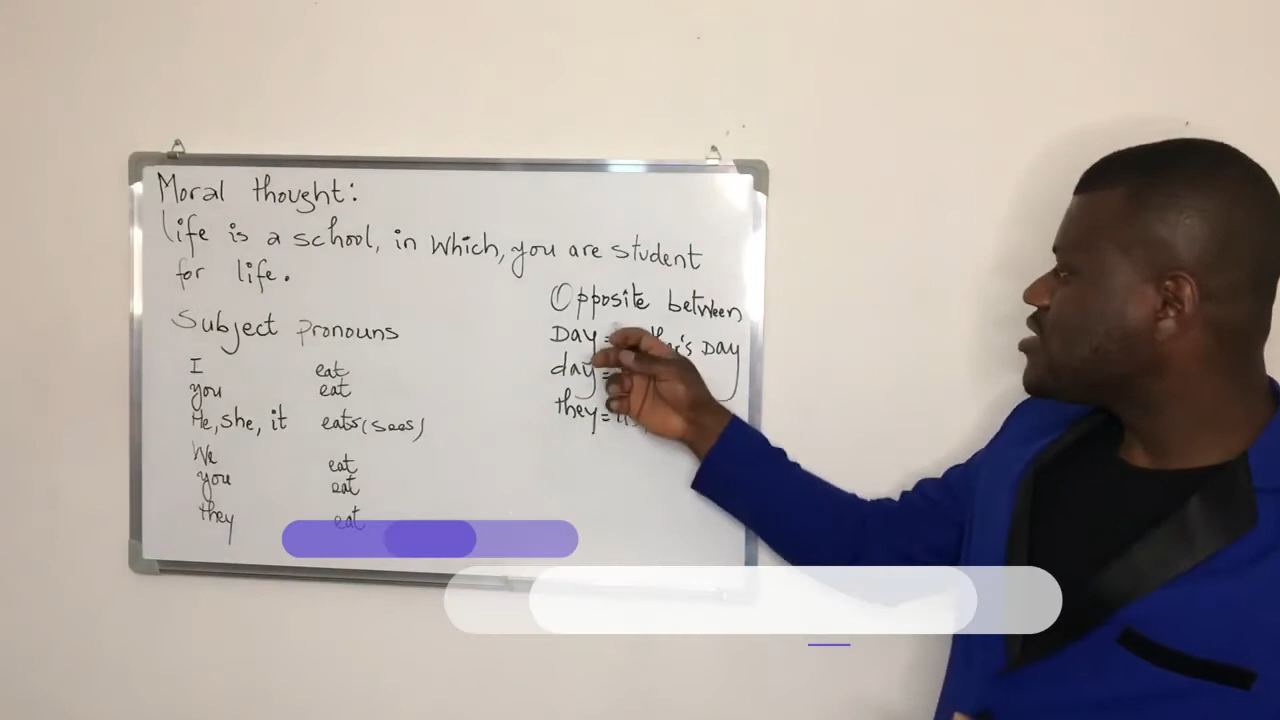 Moral thought:
life is a school, in which, you are student
for life.
Subject pronouns
I eat
you eat
He, she, it eats (sees)
We eat
you eat
they eat
Opposite between
Day = 's Day
day =
they =